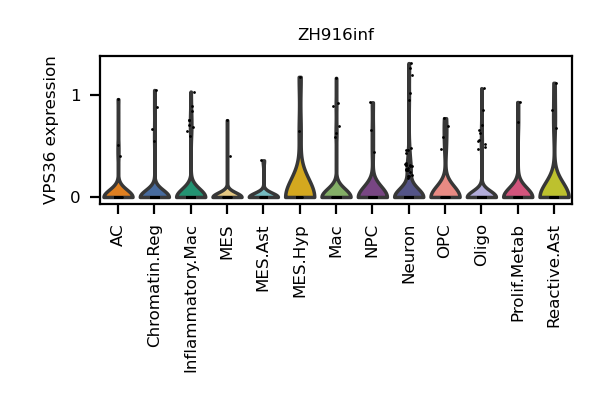 ZH916inf
VPS36 expression
1
0
AC
Chromatin.Reg
Inflammatory.Mac
MES
MES.Ast
MES.Hyp
Mac
NPC
Neuron
OPC
Oligo
Prolif.Metab
Reactive.Ast